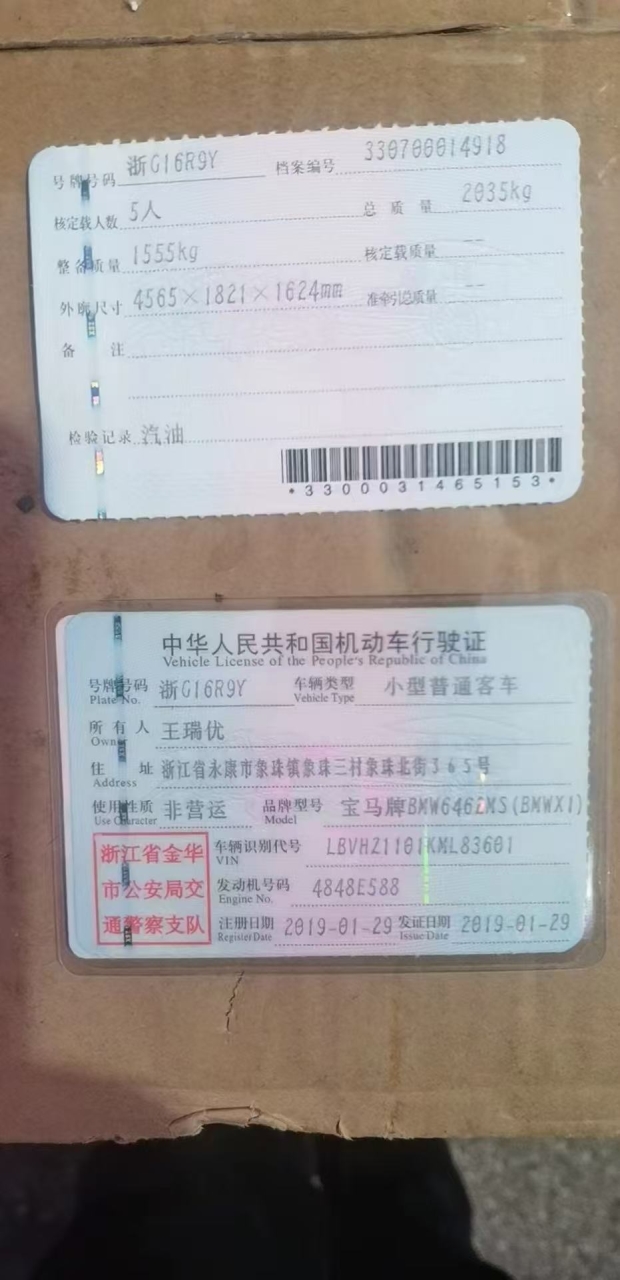 号牌号码 浙G16R9Y 档案编号 330700014918
核定载人数 5人 总质量 2035kg
整备质量 1555kg 核定载质量 --
外廓尺寸 4565×1821×1624mm 准牵引总质量 --
备注
检验记录 汽油
*3300031465153*
中华人民共和国机动车行驶证
Vehicle License of the People's Republic of China
号牌号码 浙G16R9Y 车辆类型 小型普通客车
Plate No. Vehicle Type
所有人 王瑞优
Owner
住址 浙江省永康市象珠镇象珠三村象珠北街365号
Address
使用性质 非营运 品牌型号 宝马牌BMW6462MS(BMWX1)
Use Character Model
浙江省金华 车辆识别代号 LBVHZ1101KML83601
VIN
市公安局交 发动机号码 4848E588
Engine No.
通警察支队 注册日期 2019-01-29 发证日期 2019-01-29
Register Date Issue Date